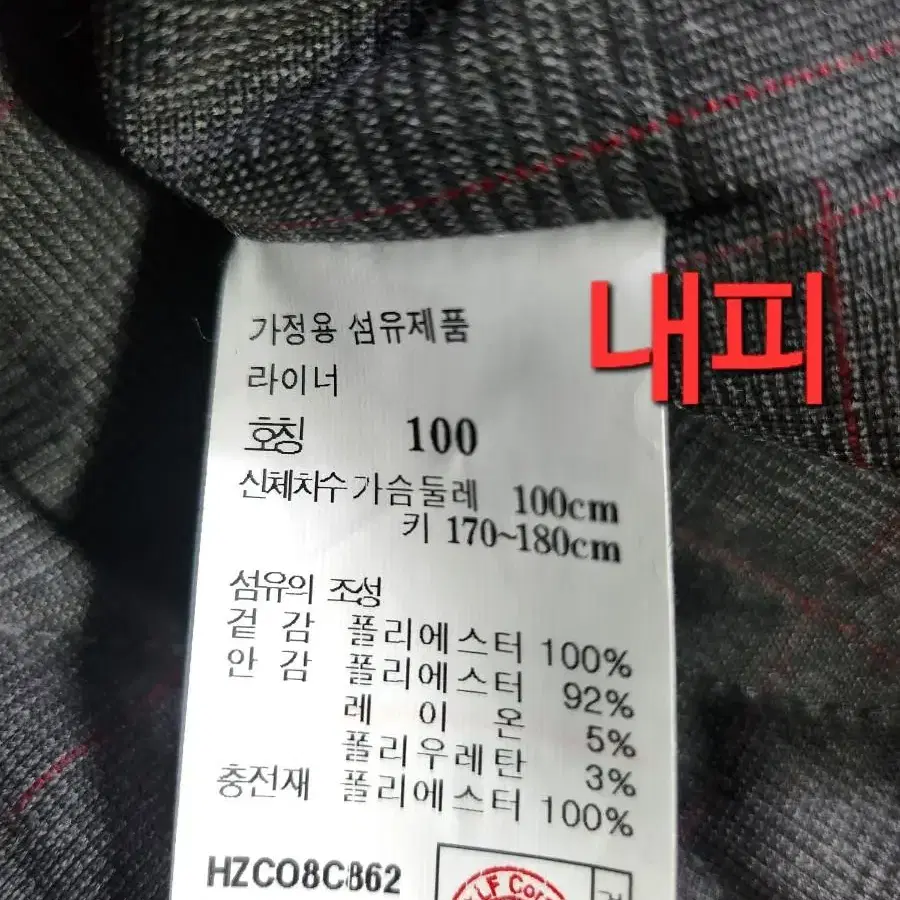 내피
가정용 섬유제품
라이너
호칭 100
신체치수 가슴둘레 100cm
키 170~180cm
섬유의 조성
겉 감 폴리에스터 100%
안 감 폴리에스터 92%
레 이 온 5%
폴리우레탄 3%
충전재 폴리에스터 100%
HZCO8C862
LF Corp